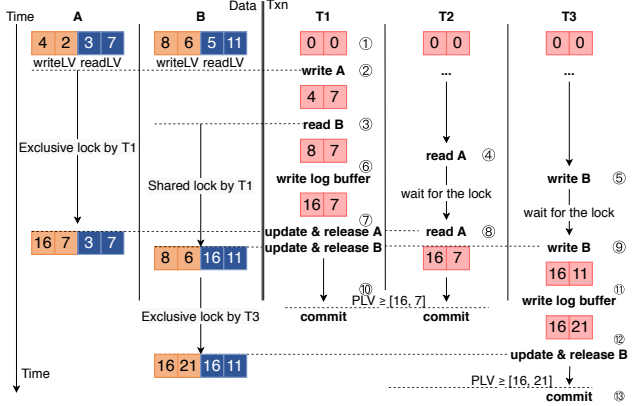 Data Txn
Time A B T1 T2 T3
4 2 3 7 8 6 5 11 0 0 ① 0 0 0 0
writeLV readLV writeLV readLV
write A ② ... ...
4 7
read B ③
8 7
Exclusive lock by T1
read A ④
⑥
write log buffer
Shared lock by T1
write B ⑤
wait for the lock
16 7
wait for the lock
⑦
update & release A read A ⑧
16 7 3 7
update & release B write B ⑨
8 6 16 11 16 7 16 11
⑩ ⑪
PLV ≥ [16, 7] write log buffer
Exclusive lock by T3 commit commit
16 21
⑫
update & release B
16 21 16 11
Time
PLV ≥ [16, 21]
commit ⑬